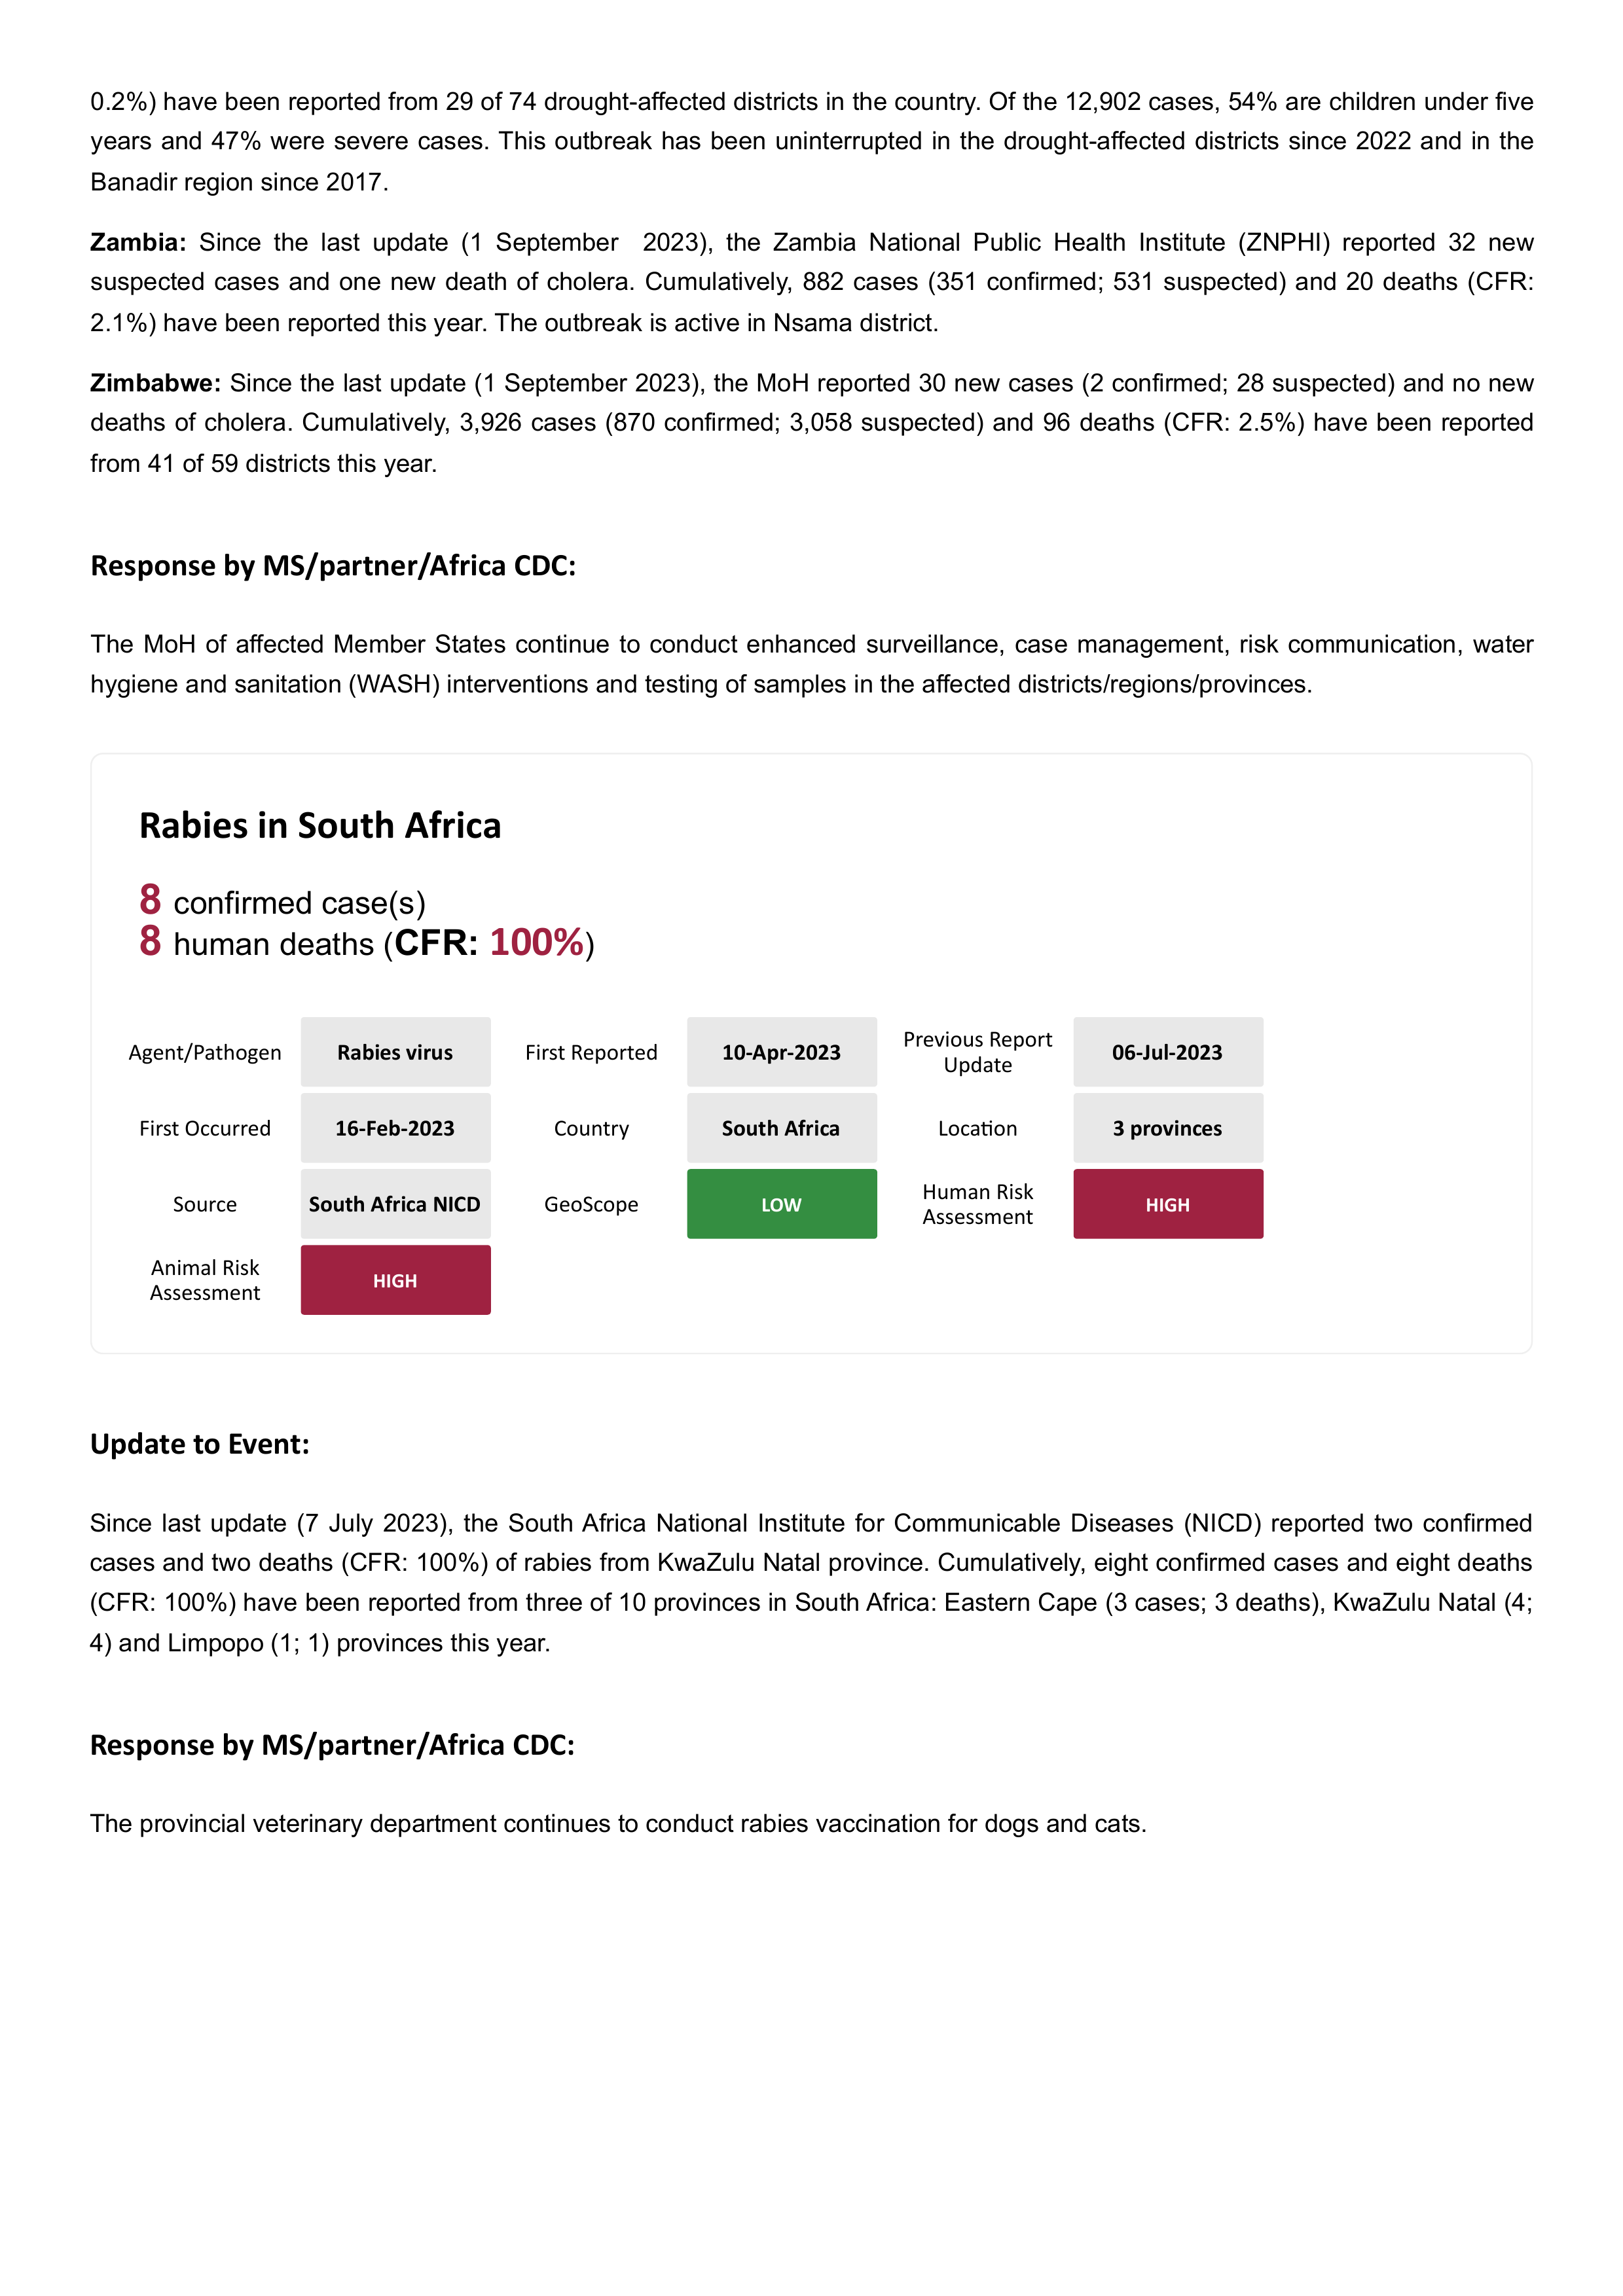 0.2%) have been reported from 29 of 74 drought-affected districts in the country. Of the 12,902 cases, 54% are children under five
years and 47% were severe cases. This outbreak has been uninterrupted in the drought-affected districts since 2022 and in the
Banadir region since 2017.
Zambia: Since the last update (1 September 2023), the Zambia National Public Health Institute (ZNPHI) reported 32 new
suspected cases and one new death of cholera. Cumulatively, 882 cases (351 confirmed; 531 suspected) and 20 deaths (CFR:
2.1%) have been reported this year. The outbreak is active in Nsama district.
Zimbabwe: Since the last update (1 September 2023), the MoH reported 30 new cases (2 confirmed; 28 suspected) and no new
deaths of cholera. Cumulatively, 3,926 cases (870 confirmed; 3,058 suspected) and 96 deaths (CFR: 2.5%) have been reported
from 41 of 59 districts this year.
Response by MS/partner/Africa CDC:
The MoH of affected Member States continue to conduct enhanced surveillance, case management, risk communication, water
hygiene and sanitation (WASH) interventions and testing of samples in the affected districts/regions/provinces.
Rabies in South Africa
8 confirmed case(s)
8 human deaths (CFR: 100%)
Agent/Pathogen Rabies virus First Reported 10-Apr-2023 Previous Report Update 06-Jul-2023
First Occurred 16-Feb-2023 Country South Africa Location 3 provinces
Source South Africa NICD GeoScope LOW Human Risk Assessment HIGH
Animal Risk Assessment HIGH
Update to Event:
Since last update (7 July 2023), the South Africa National Institute for Communicable Diseases (NICD) reported two confirmed
cases and two deaths (CFR: 100%) of rabies from KwaZulu Natal province. Cumulatively, eight confirmed cases and eight deaths
(CFR: 100%) have been reported from three of 10 provinces in South Africa: Eastern Cape (3 cases; 3 deaths), KwaZulu Natal (4;
4) and Limpopo (1; 1) provinces this year.
Response by MS/partner/Africa CDC:
The provincial veterinary department continues to conduct rabies vaccination for dogs and cats.